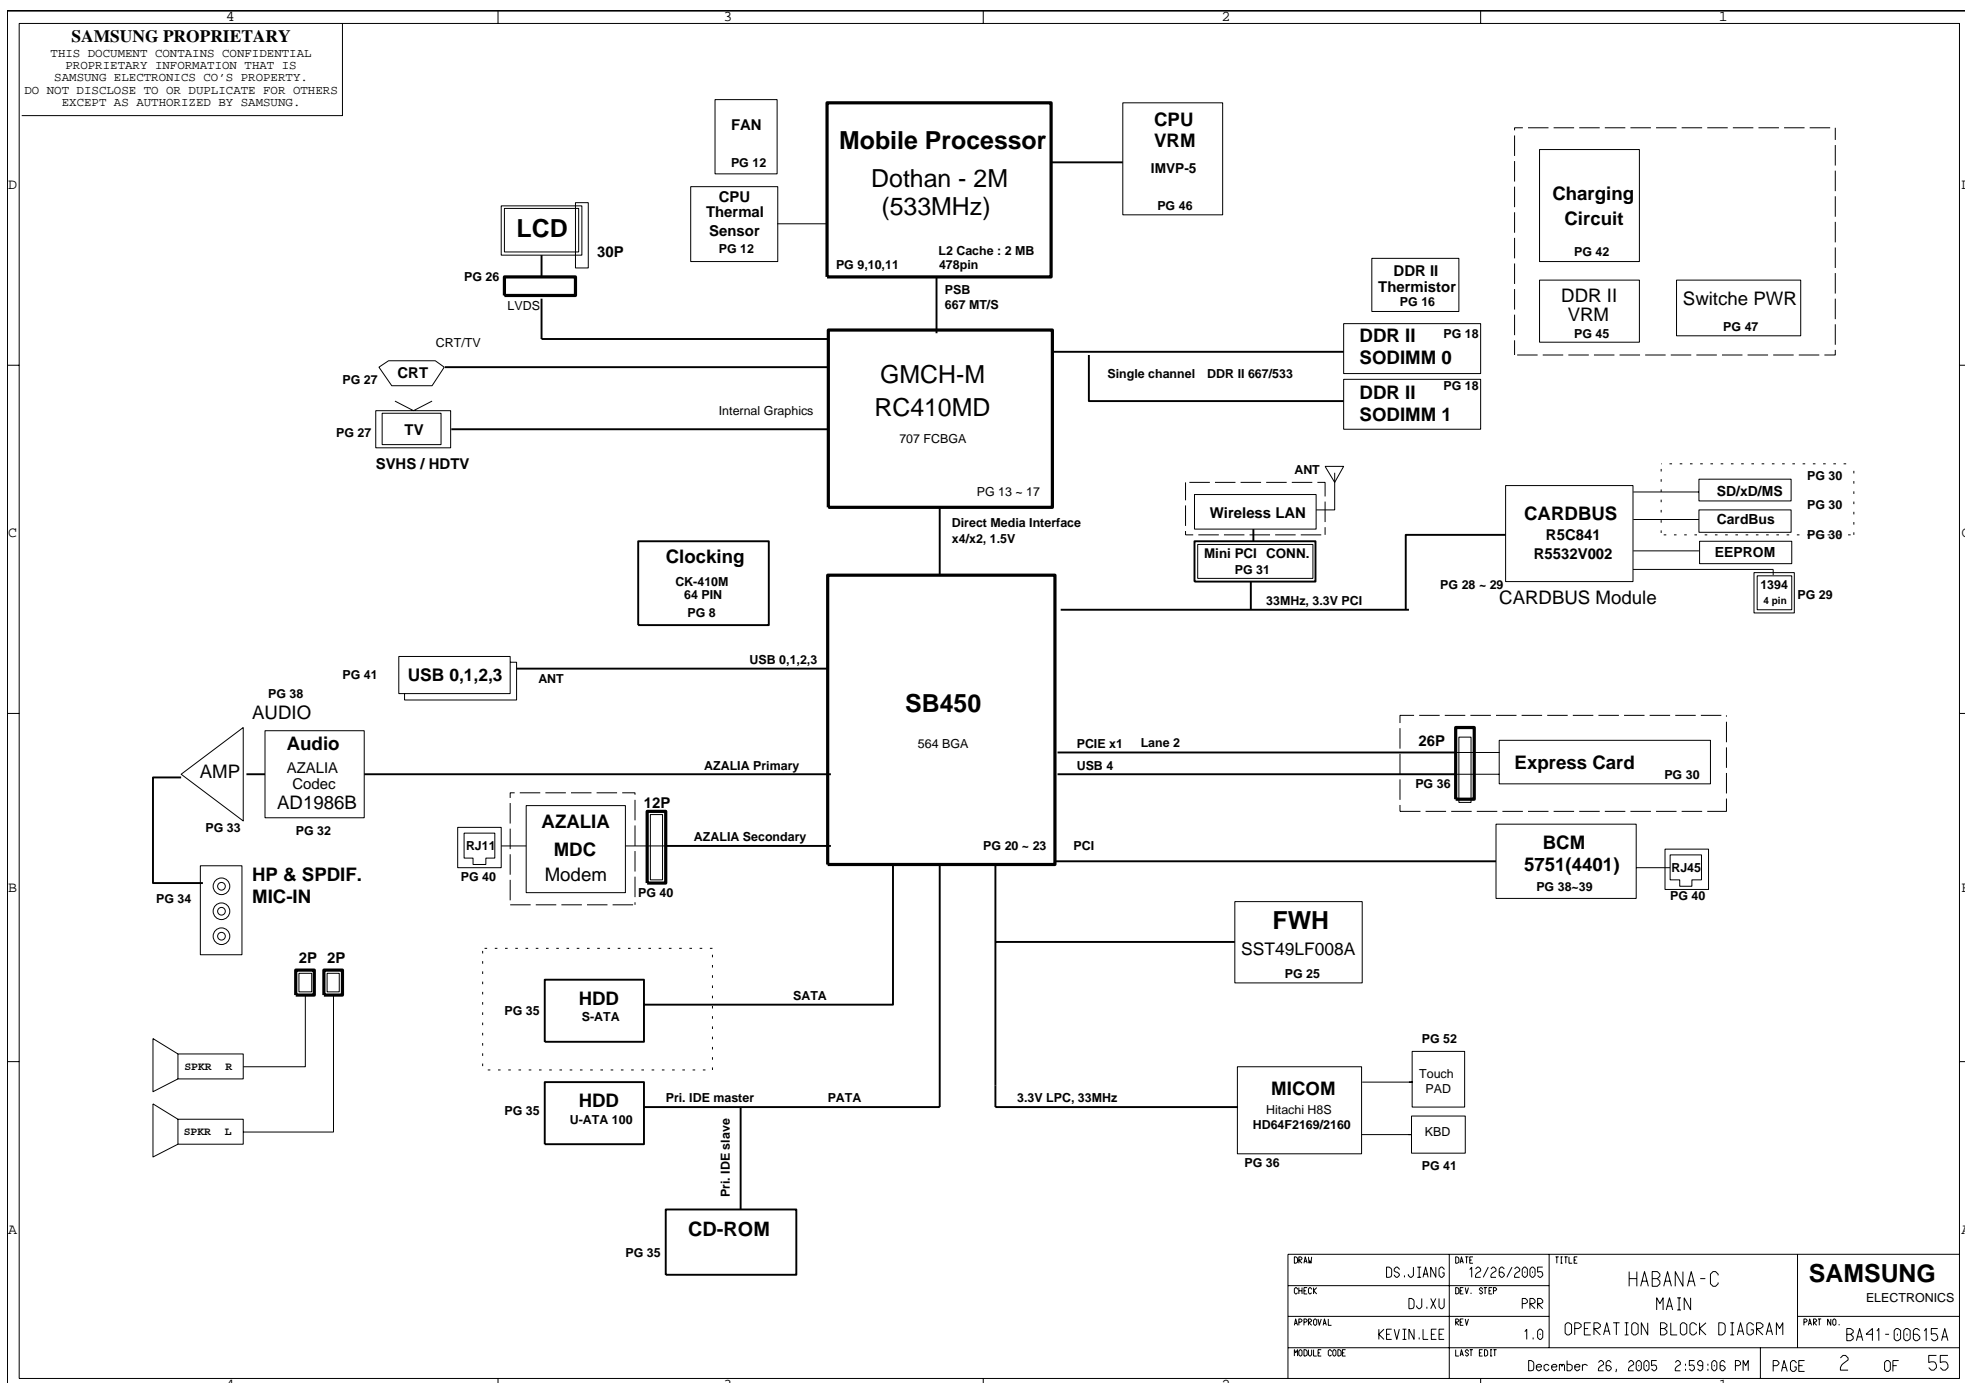 4 3 2 1
SAMSUNG PROPRIETARY
THIS DOCUMENT CONTAINS CONFIDENTIAL
PROPRIETARY INFORMATION THAT IS
SAMSUNG ELECTRONICS CO'S PROPERTY.
DO NOT DISCLOSE TO OR DUPLICATE FOR OTHERS
EXCEPT AS AUTHORIZED BY SAMSUNG.
D
C
B
A
FAN
PG 12
CPU
Thermal
Sensor
PG 12
Mobile Processor
Dothan - 2M
(533MHz)
L2 Cache : 2 MB
PG 9,10,11
478pin
CPU
VRM
IMVP-5
PG 46
Charging
Circuit
PG 42
DDR II
VRM
PG 45
Switche PWR
PG 47
LCD
30P
PG 26
LVDS
PSB
667 MT/S
DDR II
Thermistor
PG 16
DDR II
PG 18
SODIMM 0
DDR II
PG 18
SODIMM 1
Single channel DDR II 667/533
CRT/TV
PG 27
CRT
PG 27
TV
SVHS / HDTV
Internal Graphics
GMCH-M
RC410MD
707 FCBGA
PG 13 ~ 17
Direct Media Interface
x4/x2, 1.5V
Clocking
CK-410M
64 PIN
PG 8
ANT
Wireless LAN
Mini PCI CONN.
PG 31
33MHz, 3.3V PCI
CARDBUS
R5C841
R5532V002
PG 28 ~ 29
CARDBUS Module
PG 30
SD/xD/MS
PG 30
CardBus
PG 30
EEPROM
1394
4 pin
PG 29
PG 41
USB 0,1,2,3
ANT
USB 0,1,2,3
SB450
564 BGA
PG 20 ~ 23
PG 38
AUDIO
AMP
PG 33
Audio
AZALIA
Codec
AD1986B
PG 32
AZALIA Primary
RJ11
PG 40
AZALIA
MDC
Modem
12P
PG 40
AZALIA Secondary
PG 34
HP & SPDIF.
MIC-IN
2P 2P
SPKR R
SPKR L
PCIE x1 Lane 2
USB 4
26P
PG 36
Express Card
PG 30
PCI
BCM
5751(4401)
PG 38~39
RJ45
PG 40
FWH
SST49LF008A
PG 25
PG 35
HDD
S-ATA
SATA
PG 35
HDD
U-ATA 100
Pri. IDE master
PATA
Pri. IDE slave
CD-ROM
PG 35
3.3V LPC, 33MHz
MICOM
Hitachi H8S
HD64F2169/2160
PG 36
PG 52
Touch
PAD
KBD
PG 41
DRAW
DS.JIANG
DATE
12/26/2005
TITLE
HABANA-C
MAIN
OPERATION BLOCK DIAGRAM
SAMSUNG
ELECTRONICS
CHECK
DJ.XU
DEV. STEP
PRR
APPROVAL
KEVIN.LEE
REV
1.0
PART NO.
BA41-00615A
MODULE CODE
LAST EDIT
December 26, 2005 2:59:06 PM
PAGE 2 OF 55